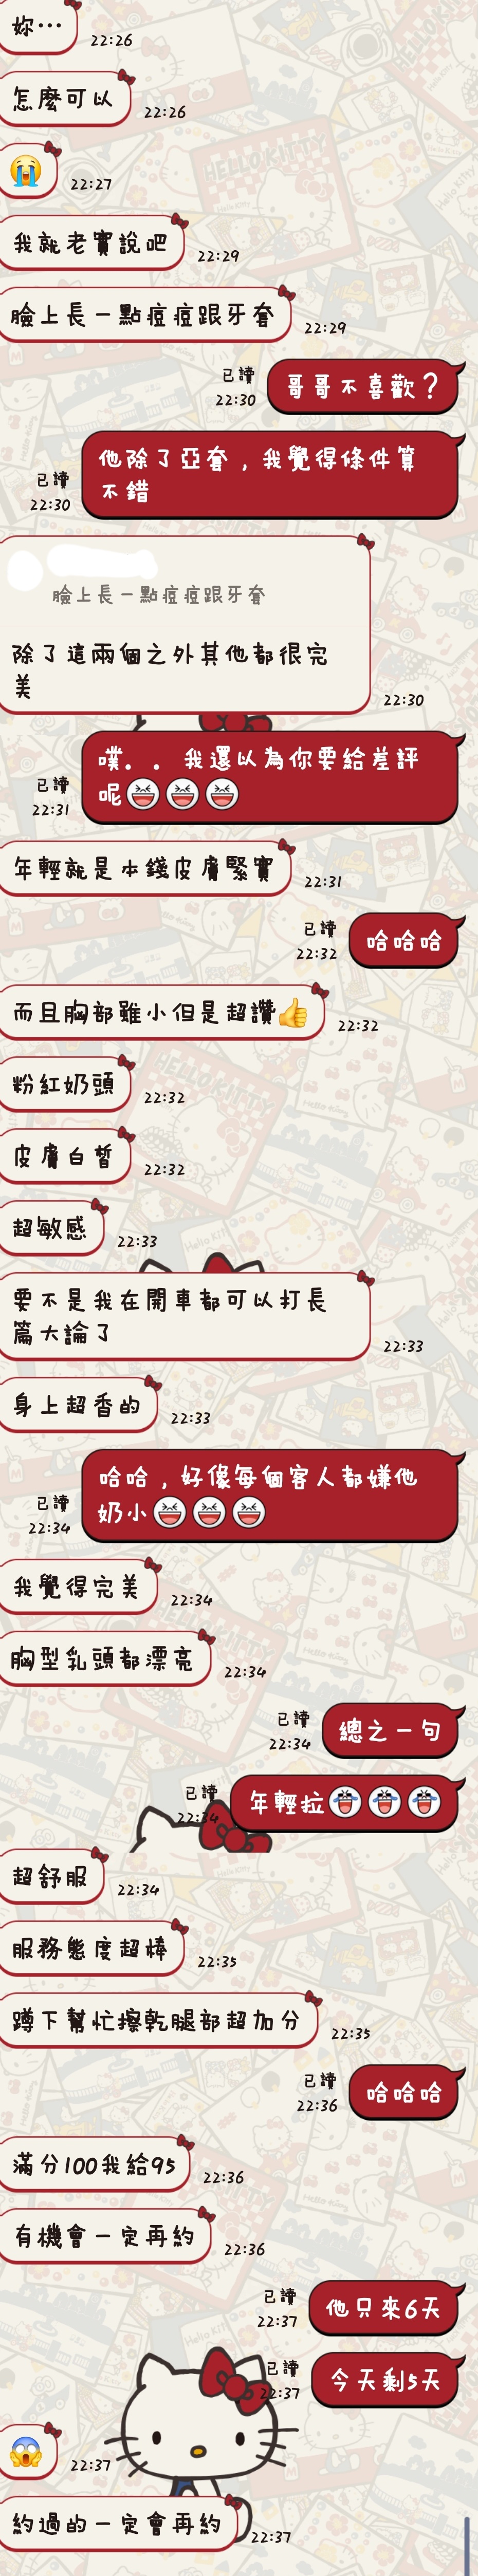 妳…
22:26
怎麼可以
22:26
22:27
我就老實說吧
22:29
臉上長一點痘痘跟牙套
22:29
已讀
22:30
哥哥不喜歡？
他除了亞套，我覺得條件算
不錯
已讀
22:30
臉上長一點痘痘跟牙套
除了這兩個之外其他都很完
美
22:30
噗．．我還以為你要給差評
呢
已讀
22:31
年輕就是本錢皮膚緊實
22:31
已讀
22:32
哈哈哈
而且胸部雖小但是超讚
22:32
粉紅奶頭
22:32
皮膚白皙
22:32
超敏感
22:33
要不是我在開車都可以打長
篇大論了
22:33
身上超香的
22:33
哈哈，好像每個客人都嫌他
奶小
已讀
22:34
我覺得完美
22:34
胸型乳頭都漂亮
22:34
已讀
22:34
總之一句
已讀
22:34
年輕拉
超舒服
22:34
服務態度超棒
22:35
蹲下幫忙擦乾腿部超加分
22:35
已讀
22:36
哈哈哈
滿分100我給95
22:36
有機會一定再約
22:36
已讀
22:37
他只來6天
已讀
22:37
今天剩5天
22:37
約過的一定會再約
22:37